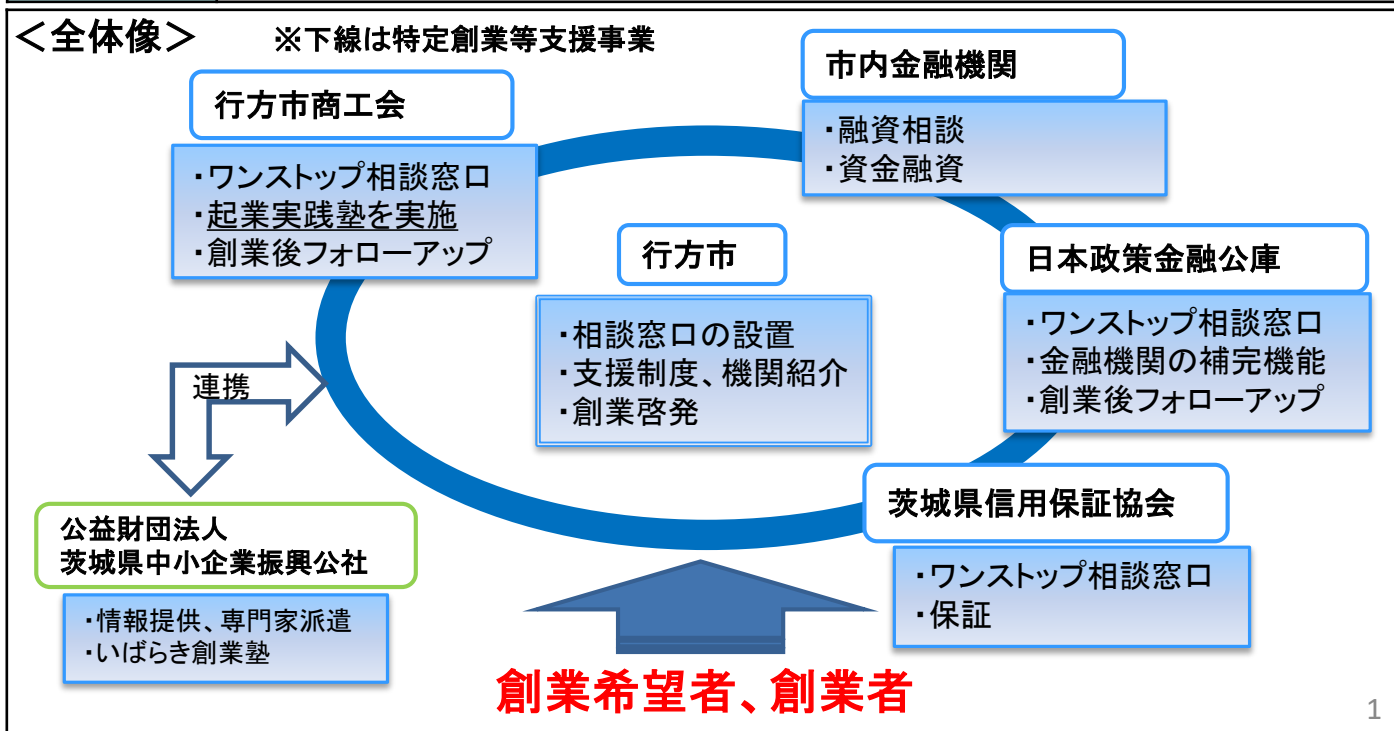 ＜全体像＞
※下線は特定創業等支援事業
行方市商工会
・ワンストップ相談窓口
・起業実践塾を実施
・創業後フォローアップ
市内金融機関
・融資相談
・資金融資
行方市
・相談窓口の設置
・支援制度、機関紹介
・創業啓発
日本政策金融公庫
・ワンストップ相談窓口
・金融機関の補完機能
・創業後フォローアップ
連携
公益財団法人
茨城県中小企業振興公社
・情報提供、専門家派遣
・いばらき創業塾
茨城県信用保証協会
・ワンストップ相談窓口
・保証
創業希望者、創業者
1